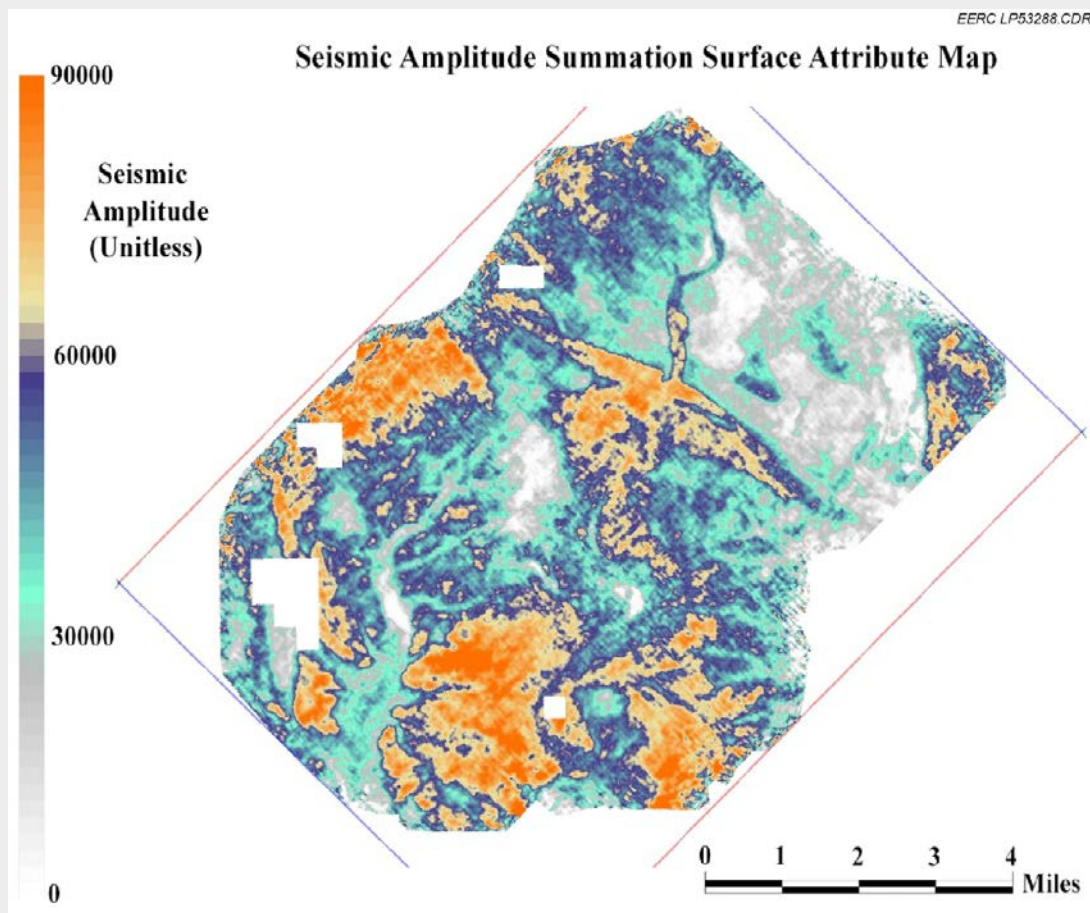 EERC LP53288.CDR
Seismic Amplitude Summation Surface Attribute Map
90000
Seismic
Amplitude
(Unitless)
60000
30000
0
0 1 2 3 4
Miles